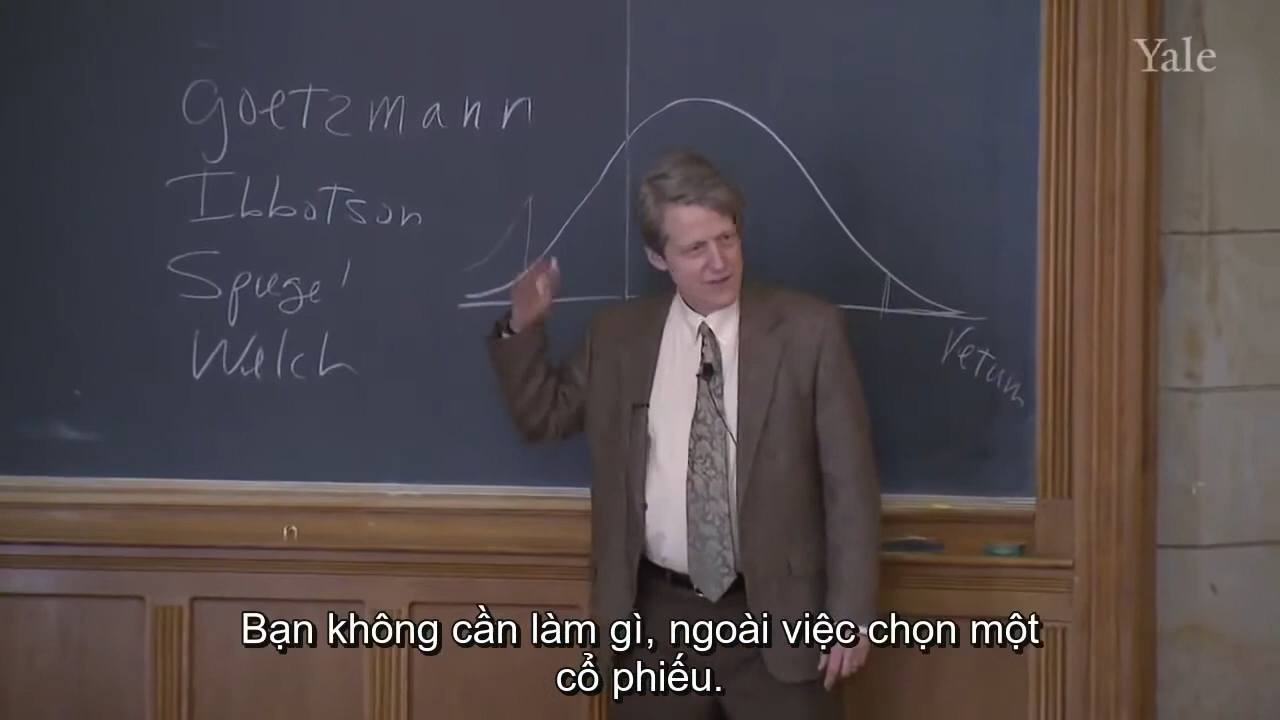 Yale
Goetzmann
Ibbotson
Spiegel
Welch
return
Bạn không cần làm gì, ngoài việc chọn một
cổ phiếu.